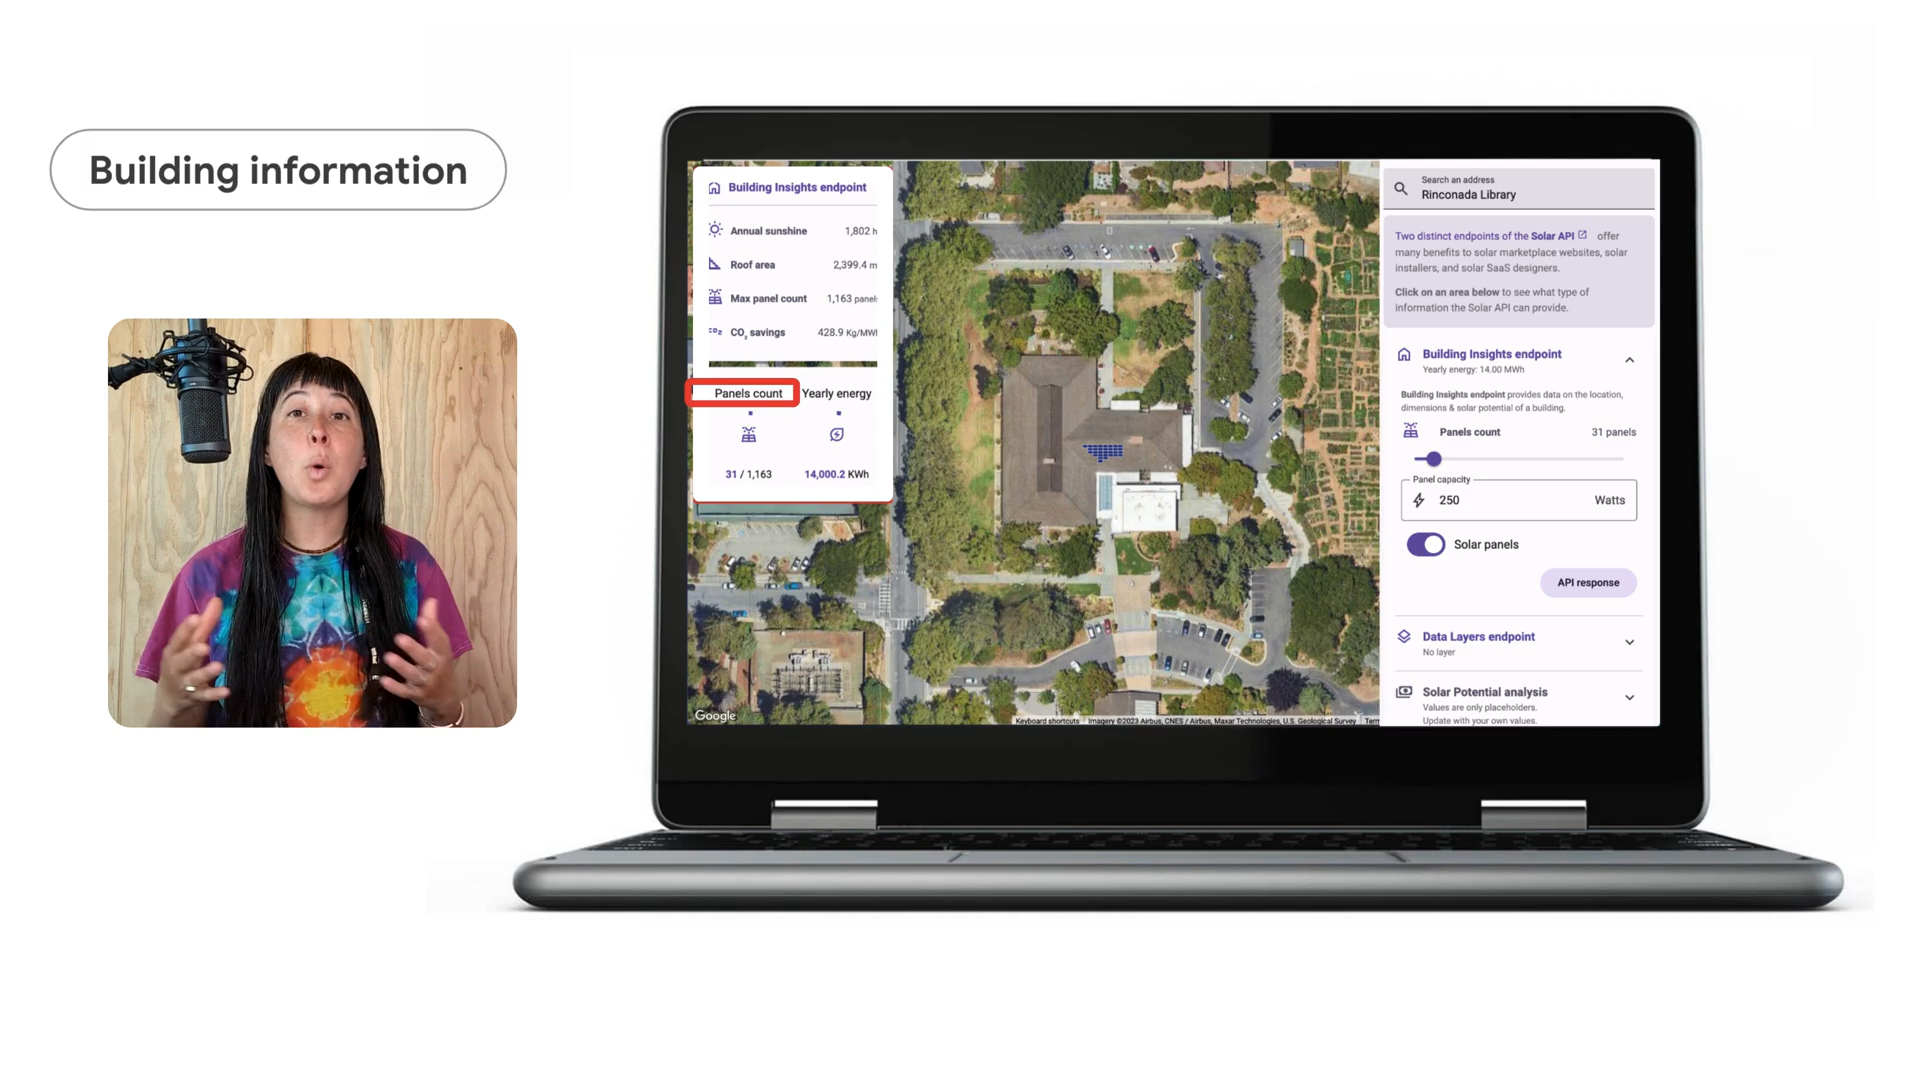 Building information
Building Insights endpoint
Annual sunshine 1,802 h
Roof area 2,399.4 m
Max panel count 1,163 panel
CO₂ savings 428.9 Kg/MW
Panels count Yearly energy
31 / 1,163 14,000.2 KWh
Google
Keyboard shortcuts Imagery ©2023 Airbus, CNES / Airbus, Maxar Technologies, U.S. Geological Survey Term
Search an address
Rinconada Library
Two distinct endpoints of the Solar API offer
many benefits to solar marketplace websites, solar
installers, and solar SaaS designers.
Click on an area below to see what type of
information the Solar API can provide.
Building Insights endpoint
Yearly energy: 14.00 MWh
Building Insights endpoint provides data on the location,
dimensions & solar potential of a building.
Panels count 31 panels
Panel capacity
250 Watts
Solar panels
API response
Data Layers endpoint
No layer
Solar Potential analysis
Values are only placeholders.
Update with your own values.